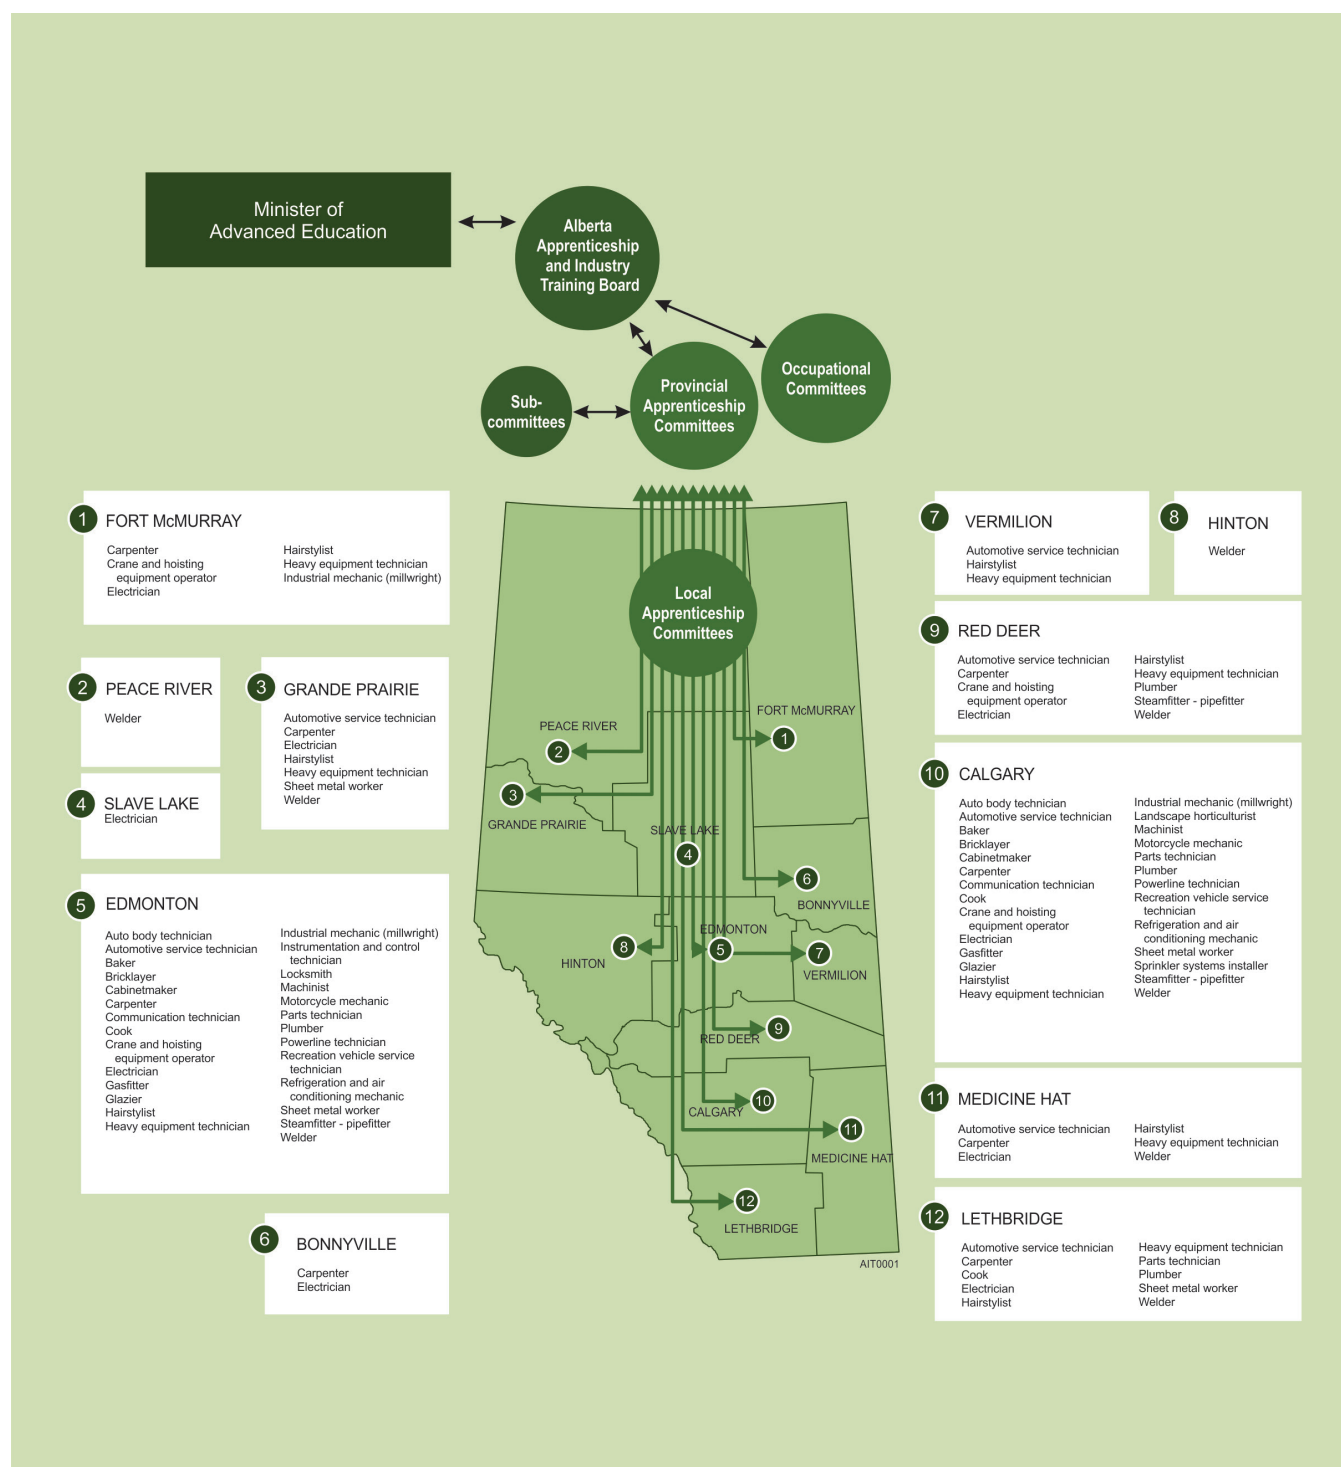 Minister of
Advanced Education
Alberta
Apprenticeship
and Industry
Training Board
Occupational
Committees
Provincial
Apprenticeship
Committees
Sub-
committees
1
FORT McMURRAY
Carpenter
Crane and hoisting
equipment operator
Electrician
Hairstylist
Heavy equipment technician
Industrial mechanic (millwright)
2
PEACE RIVER
Welder
3
GRANDE PRAIRIE
Automotive service technician
Carpenter
Electrician
Hairstylist
Heavy equipment technician
Sheet metal worker
Welder
4
SLAVE LAKE
Electrician
5
EDMONTON
Auto body technician
Automotive service technician
Baker
Bricklayer
Cabinetmaker
Carpenter
Communication technician
Cook
Crane and hoisting
equipment operator
Electrician
Gasfitter
Glazier
Hairstylist
Heavy equipment technician
Industrial mechanic (millwright)
Instrumentation and control
technician
Locksmith
Machinist
Motorcycle mechanic
Parts technician
Plumber
Powerline technician
Recreation vehicle service
technician
Refrigeration and air
conditioning mechanic
Sheet metal worker
Steamfitter - pipefitter
Welder
6
BONNYVILLE
Carpenter
Electrician
Local
Apprenticeship
Committees
FORT McMURRAY
1
PEACE RIVER
2
3
GRANDE PRAIRIE
SLAVE LAKE
4
6
BONNYVILLE
EDMONTON
5
8
HINTON
7
VERMILION
9
RED DEER
10
CALGARY
11
MEDICINE HAT
12
LETHBRIDGE
AIT0001
7
VERMILION
Automotive service technician
Hairstylist
Heavy equipment technician
8
HINTON
Welder
9
RED DEER
Automotive service technician
Carpenter
Crane and hoisting
equipment operator
Electrician
Hairstylist
Heavy equipment technician
Plumber
Steamfitter - pipefitter
Welder
10
CALGARY
Auto body technician
Automotive service technician
Baker
Bricklayer
Cabinetmaker
Carpenter
Communication technician
Cook
Crane and hoisting
equipment operator
Electrician
Gasfitter
Glazier
Hairstylist
Heavy equipment technician
Industrial mechanic (millwright)
Landscape horticulturist
Machinist
Motorcycle mechanic
Parts technician
Plumber
Powerline technician
Recreation vehicle service
technician
Refrigeration and air
conditioning mechanic
Sheet metal worker
Sprinkler systems installer
Steamfitter - pipefitter
Welder
11
MEDICINE HAT
Automotive service technician
Carpenter
Electrician
Hairstylist
Heavy equipment technician
Welder
12
LETHBRIDGE
Automotive service technician
Carpenter
Cook
Electrician
Hairstylist
Heavy equipment technician
Parts technician
Plumber
Sheet metal worker
Welder